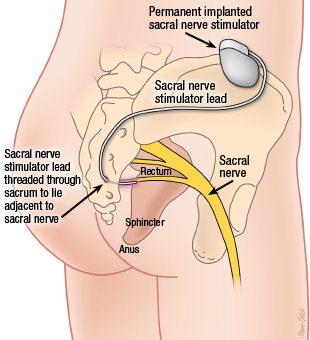 Permanent implanted
sacral nerve stimulator
Sacral nerve
stimulator lead
Sacral nerve
stimulator lead
threaded through
sacrum to lie
adjacent to
sacral nerve
Sacral
nerve
Rectum
Sphincter
Anus